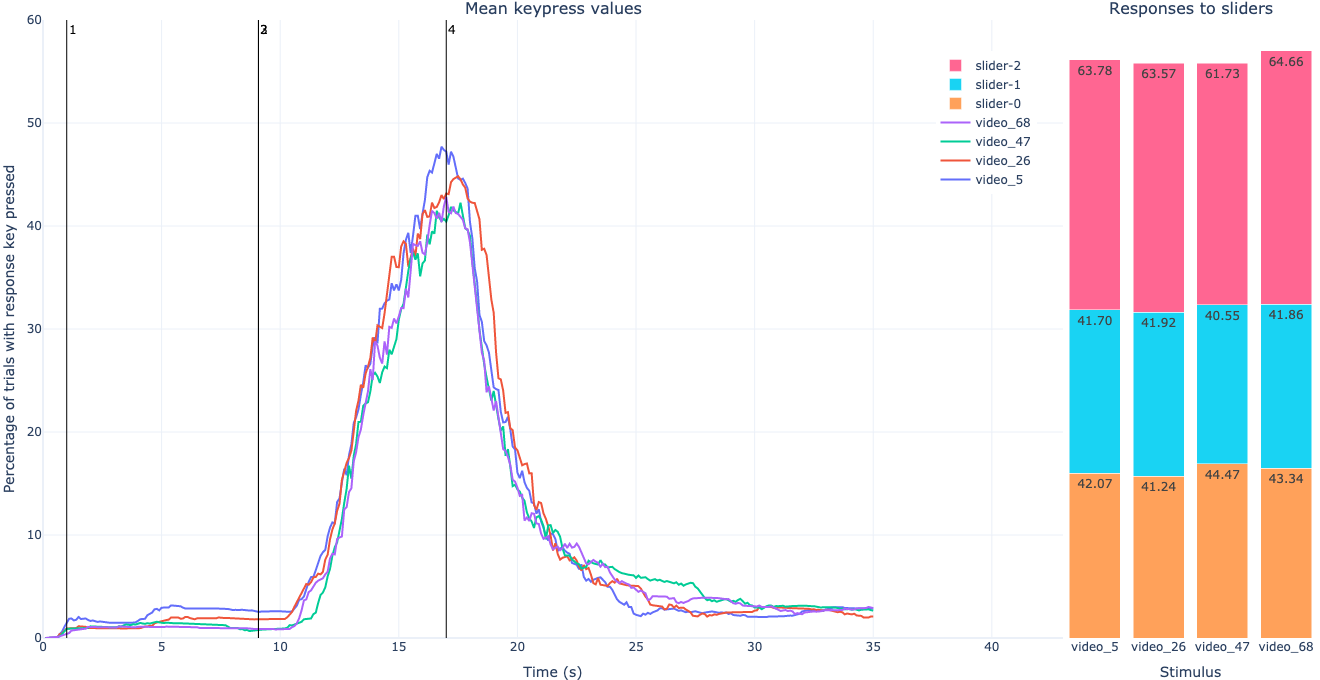 Mean keypress values
Responses to sliders
Percentage of trials with response key pressed
60
50
40
30
20
10
0
1
4
slider-2
slider-1
slider-0
video_68
video_47
video_26
video_5
0 5 10 15 20 25 30 35 40
Time (s)
63.78 63.57 61.73 64.66
41.70 41.92 40.55 41.86
42.07 41.24 44.47 43.34
video_5 video_26 video_47 video_68
Stimulus